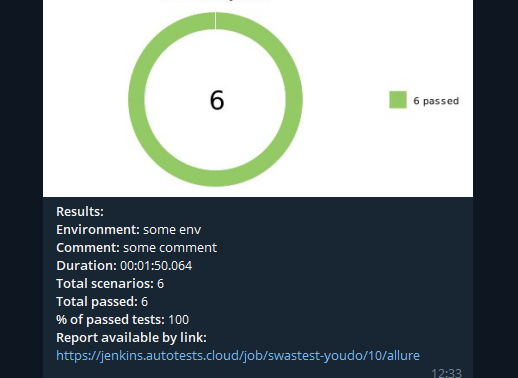 6
6 passed
Results:
Environment: some env
Comment: some comment
Duration: 00:01:50.064
Total scenarios: 6
Total passed: 6
% of passed tests: 100
Report available by link:
https://jenkins.autotests.cloud/job/swastest-youdo/10/allure
12:33